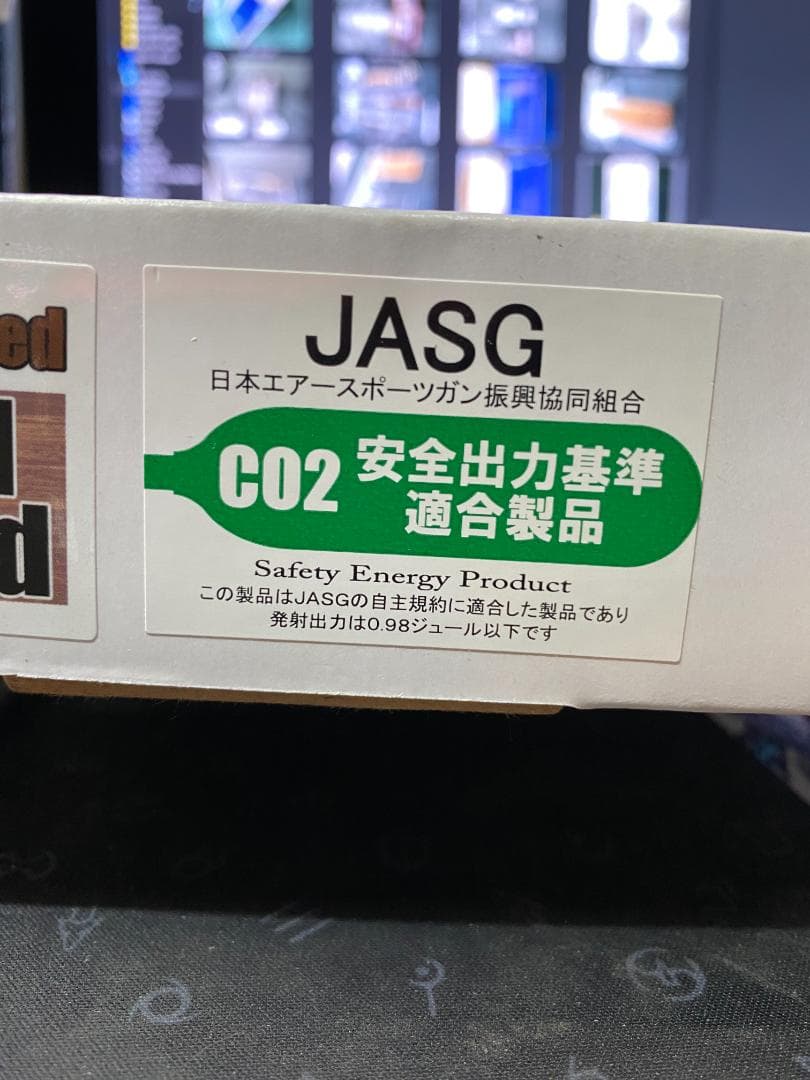 ed
d
JASG
日本エアースポーツガン振興協同組合
CO2 安全出力基準
適合製品
Safety Energy Product
この製品はJASGの自主規約に適合した製品であり
発射出力は0.98ジュール以下です